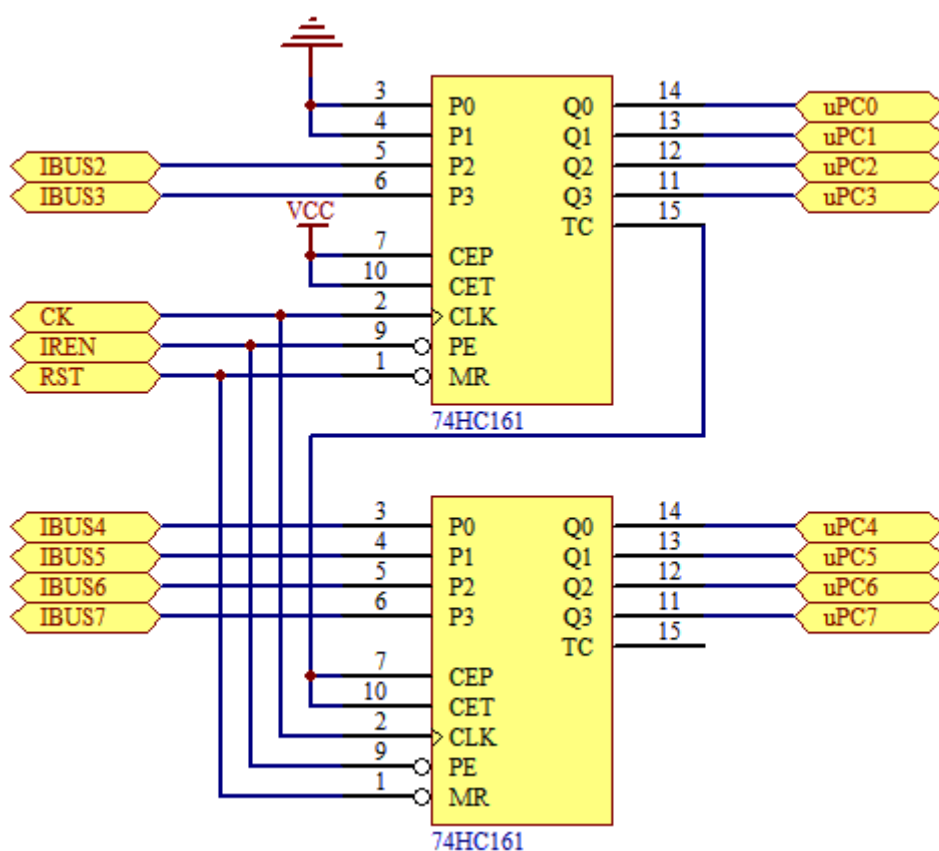 3 P0 Q0 14 uPC0
4 P1 Q1 13 uPC1
IBUS2 5 P2 Q2 12 uPC2
IBUS3 6 P3 Q3 11 uPC3
VCC TC 15
7 CEP
10 CET
CK 2 CLK
IREN 9 PE
RST 1 MR
74HC161
IBUS4 3 P0 Q0 14 uPC4
IBUS5 4 P1 Q1 13 uPC5
IBUS6 5 P2 Q2 12 uPC6
IBUS7 6 P3 Q3 11 uPC7
TC 15
7 CEP
10 CET
2 CLK
9 PE
1 MR
74HC161